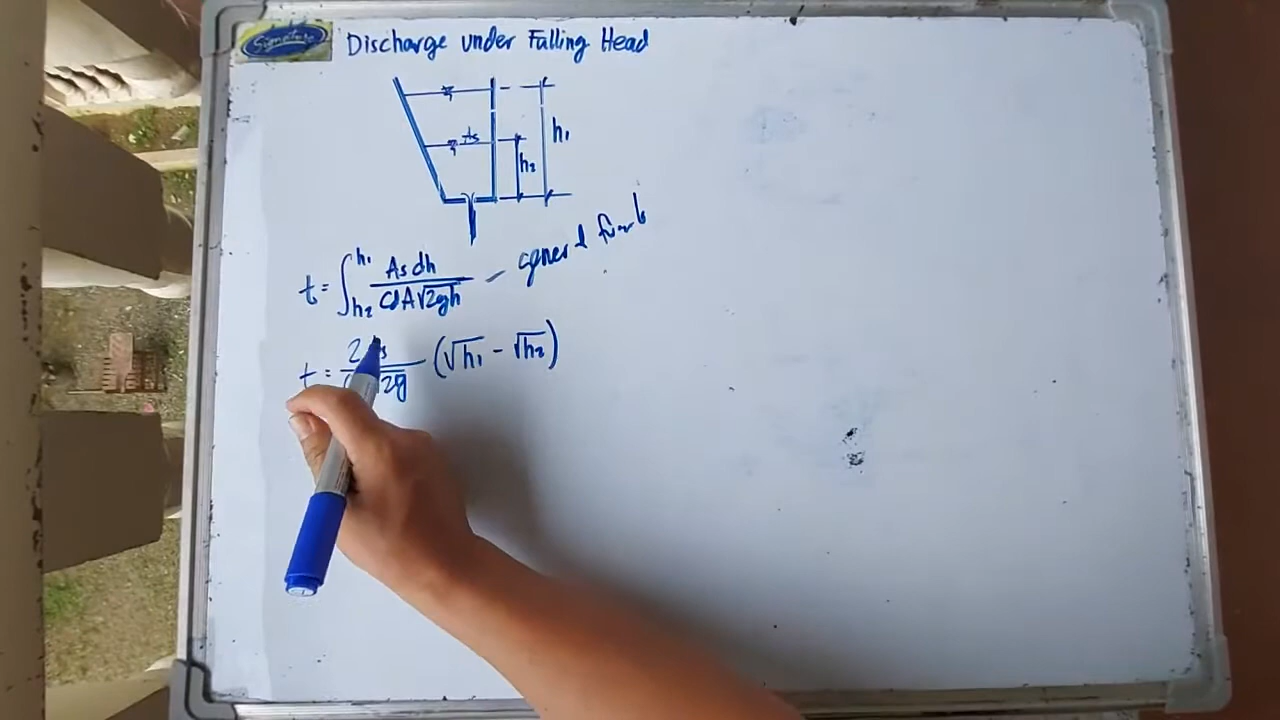 Signature
Discharge under Falling Head
As
h₁
h₂
t = ∫h₂^h₁ As dh / CdA√2gh – general
t = 2 s / √2g (√h₁ - √h₂)